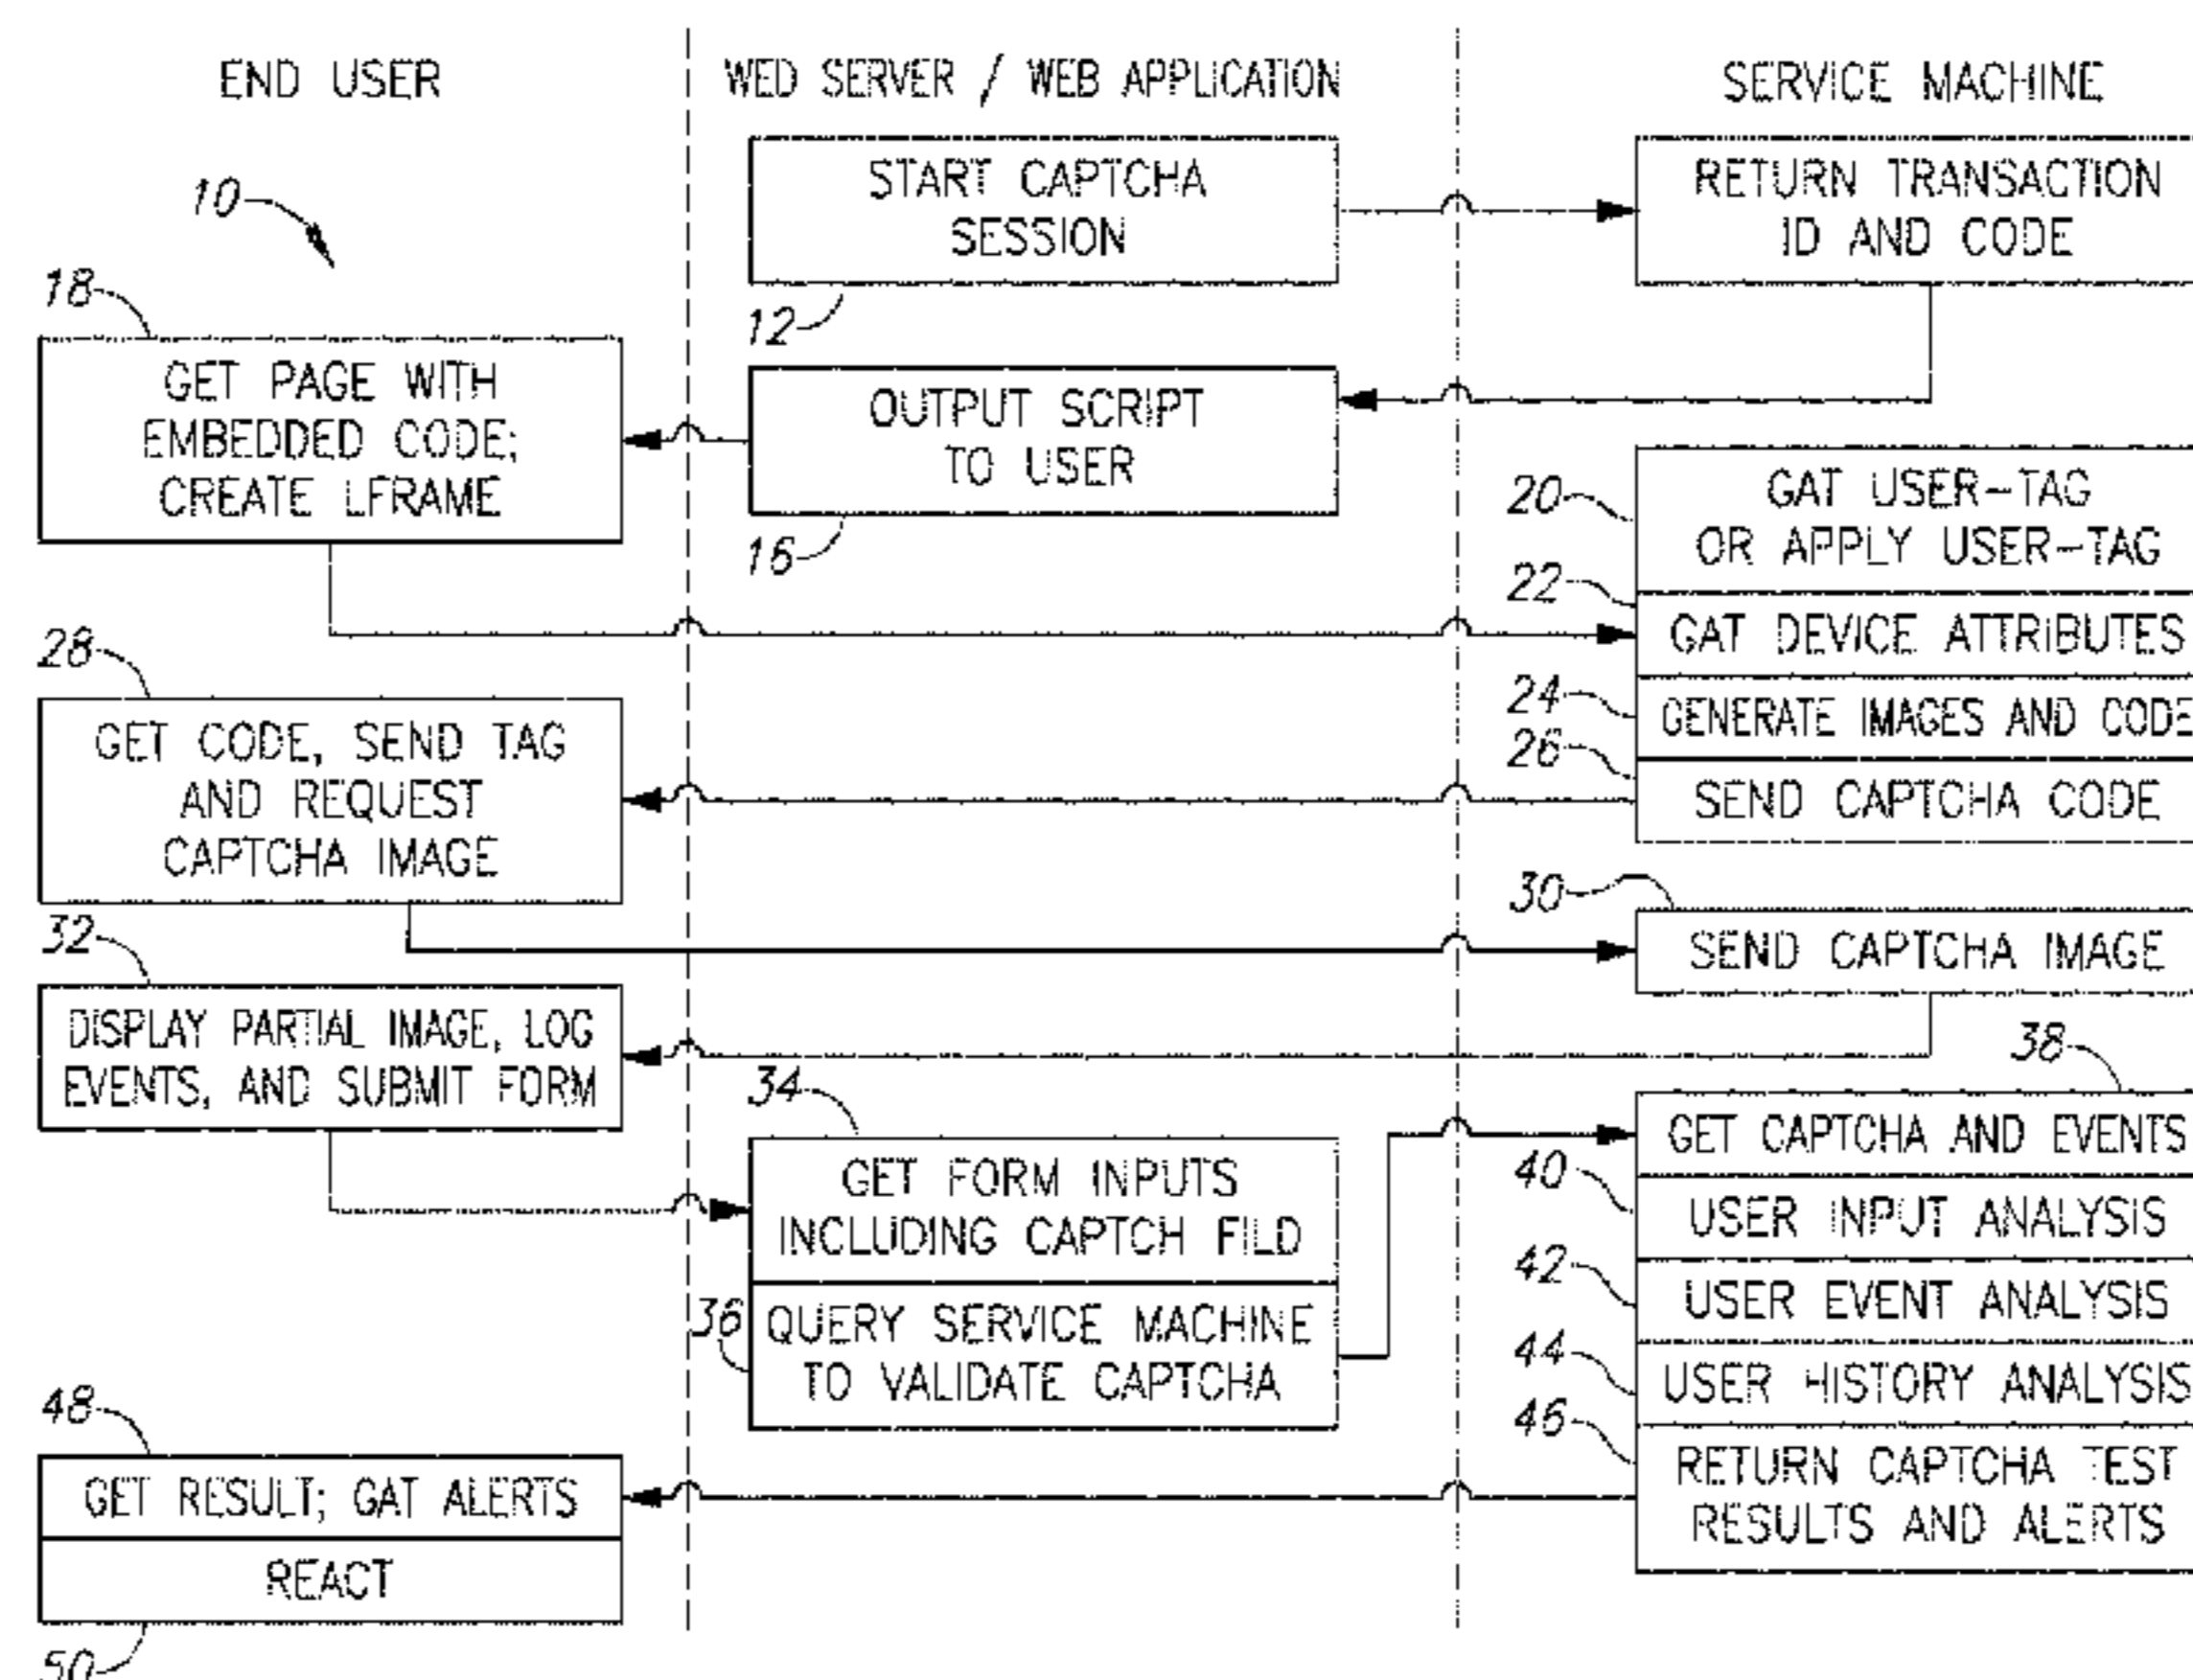 END USER
WED SERVER / WEB APPLICATION
SERVICE MACHINE
10
START CAPTCHA
SESSION
12
RETURN TRANSACTION
ID AND CODE
18
GET PAGE WITH
EMBEDDED CODE;
CREATE LFRAME
OUTPUT SCRIPT
TO USER
16
20
GAT USER-TAG
OR APPLY USER-TAG
22
GAT DEVICE ATTRIBUTES
24
GENERATE IMAGES AND CODE
26
SEND CAPTCHA CODE
28
GET CODE, SEND TAG
AND REQUEST
CAPTCHA IMAGE
30
SEND CAPTCHA IMAGE
32
DISPLAY PARTIAL IMAGE, LOG
EVENTS, AND SUBMIT FORM
34
GET FORM INPUTS
INCLUDING CAPTCH FILD
36
QUERY SERVICE MACHINE
TO VALIDATE CAPTCHA
38
GET CAPTCHA AND EVENTS
40
USER INPUT ANALYSIS
42
USER EVENT ANALYSIS
44
USER HISTORY ANALYSIS
46
RETURN CAPTCHA TEST
RESULTS AND ALERTS
48
GET RESULT; GAT ALERTS
REACT
50